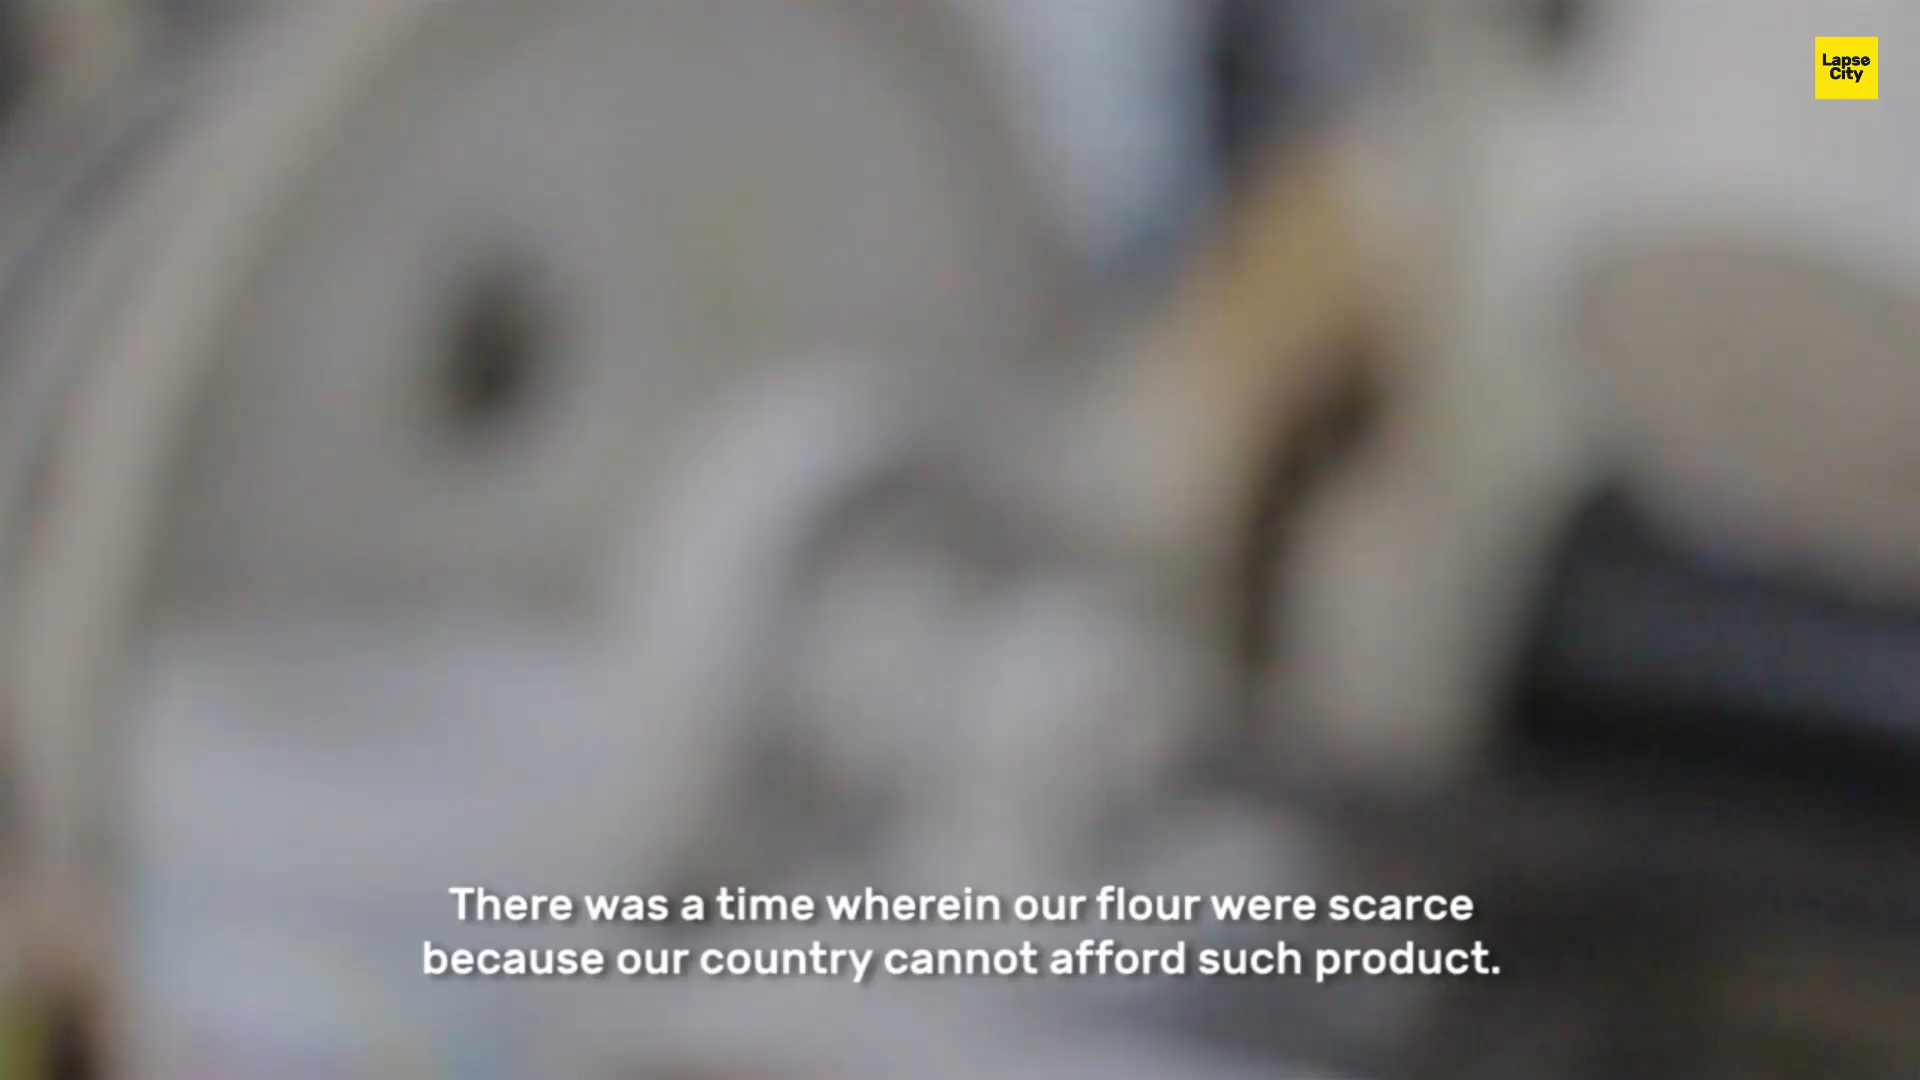 Lapse
City
There was a time wherein our flour were scarce
because our country cannot afford such product.